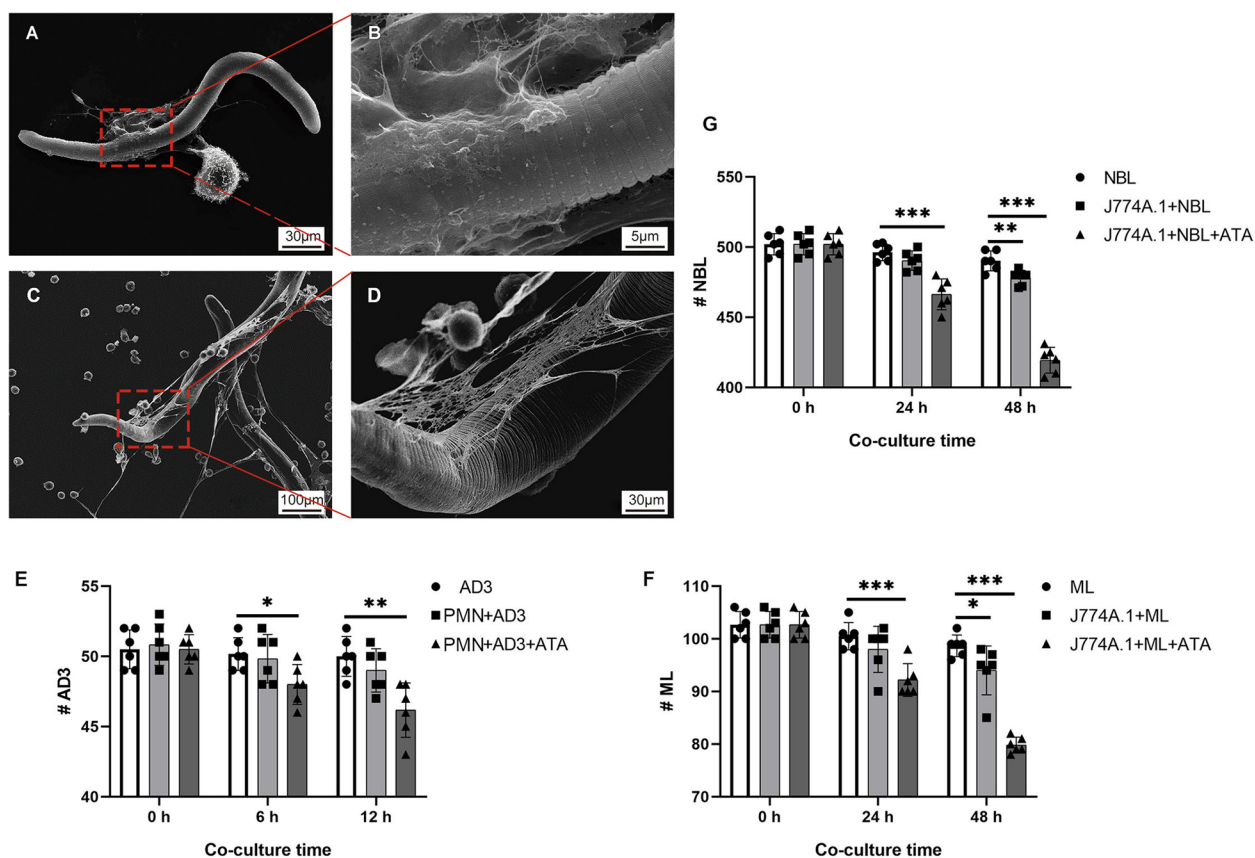 A
30μm
B
5μm
C
100μm
D
30μm
G
550
500
450
400
# NBL
NBL
J774A.1+NBL
J774A.1+NBL+ATA
***
***
**
0 h
24 h
48 h
Co-culture time
E
55
50
45
40
# AD3
AD3
PMN+AD3
PMN+AD3+ATA
*
**
0 h
6 h
12 h
Co-culture time
F
110
100
90
80
70
# ML
ML
J774A.1+ML
J774A.1+ML+ATA
***
***
*
0 h
24 h
48 h
Co-culture time